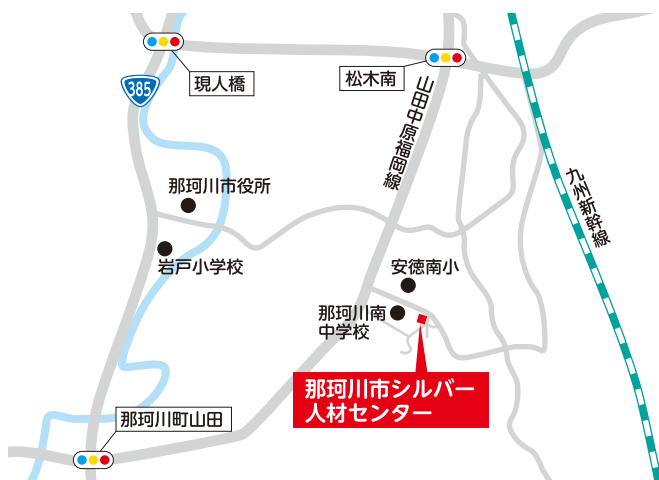 現人橋
松木南
385
山田中原福岡線
九州新幹線
那珂川市役所
岩戸小学校
安徳南小
那珂川南
中学校
那珂川市シルバー
人材センター
那珂川町山田